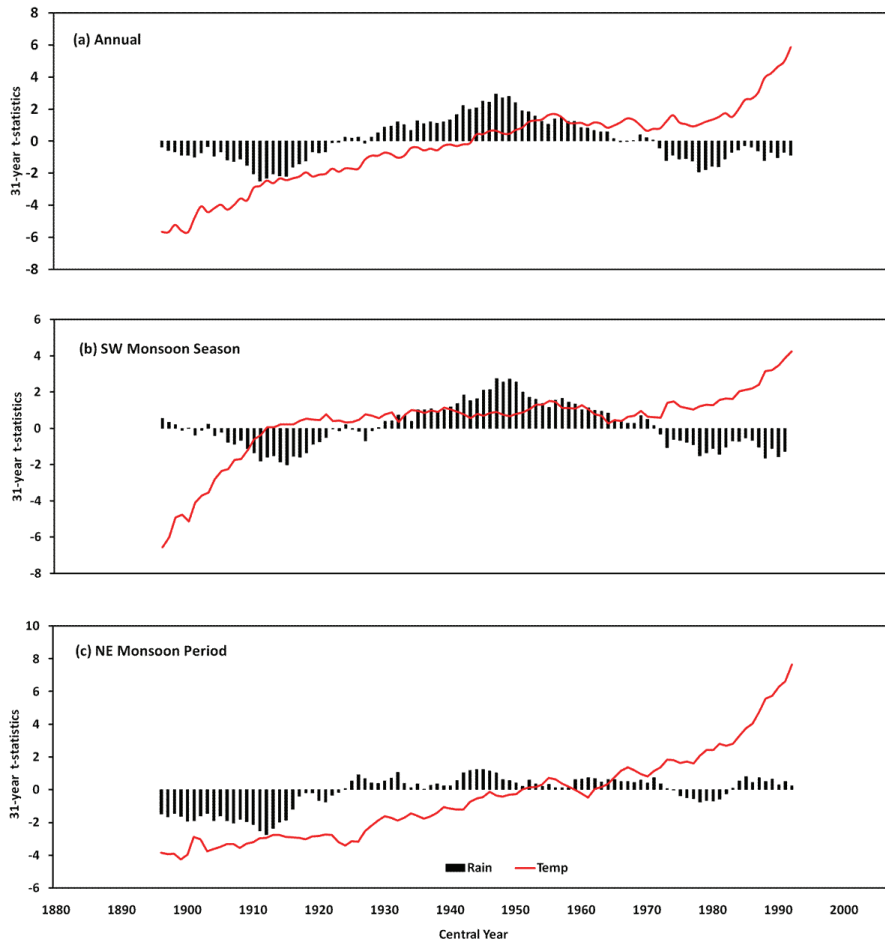 8
(a) Annual
6
4
2
0
-2
-4
-6
-8
31-year t-statistics
6
(b) SW Monsoon Season
4
2
0
-2
-4
-6
-8
31-year t-statistics
10
(c) NE Monsoon Period
8
6
4
2
0
-2
-4
-6
31-year t-statistics
Rain Temp
1880 1890 1900 1910 1920 1930 1940 1950 1960 1970 1980 1990 2000
Central Year